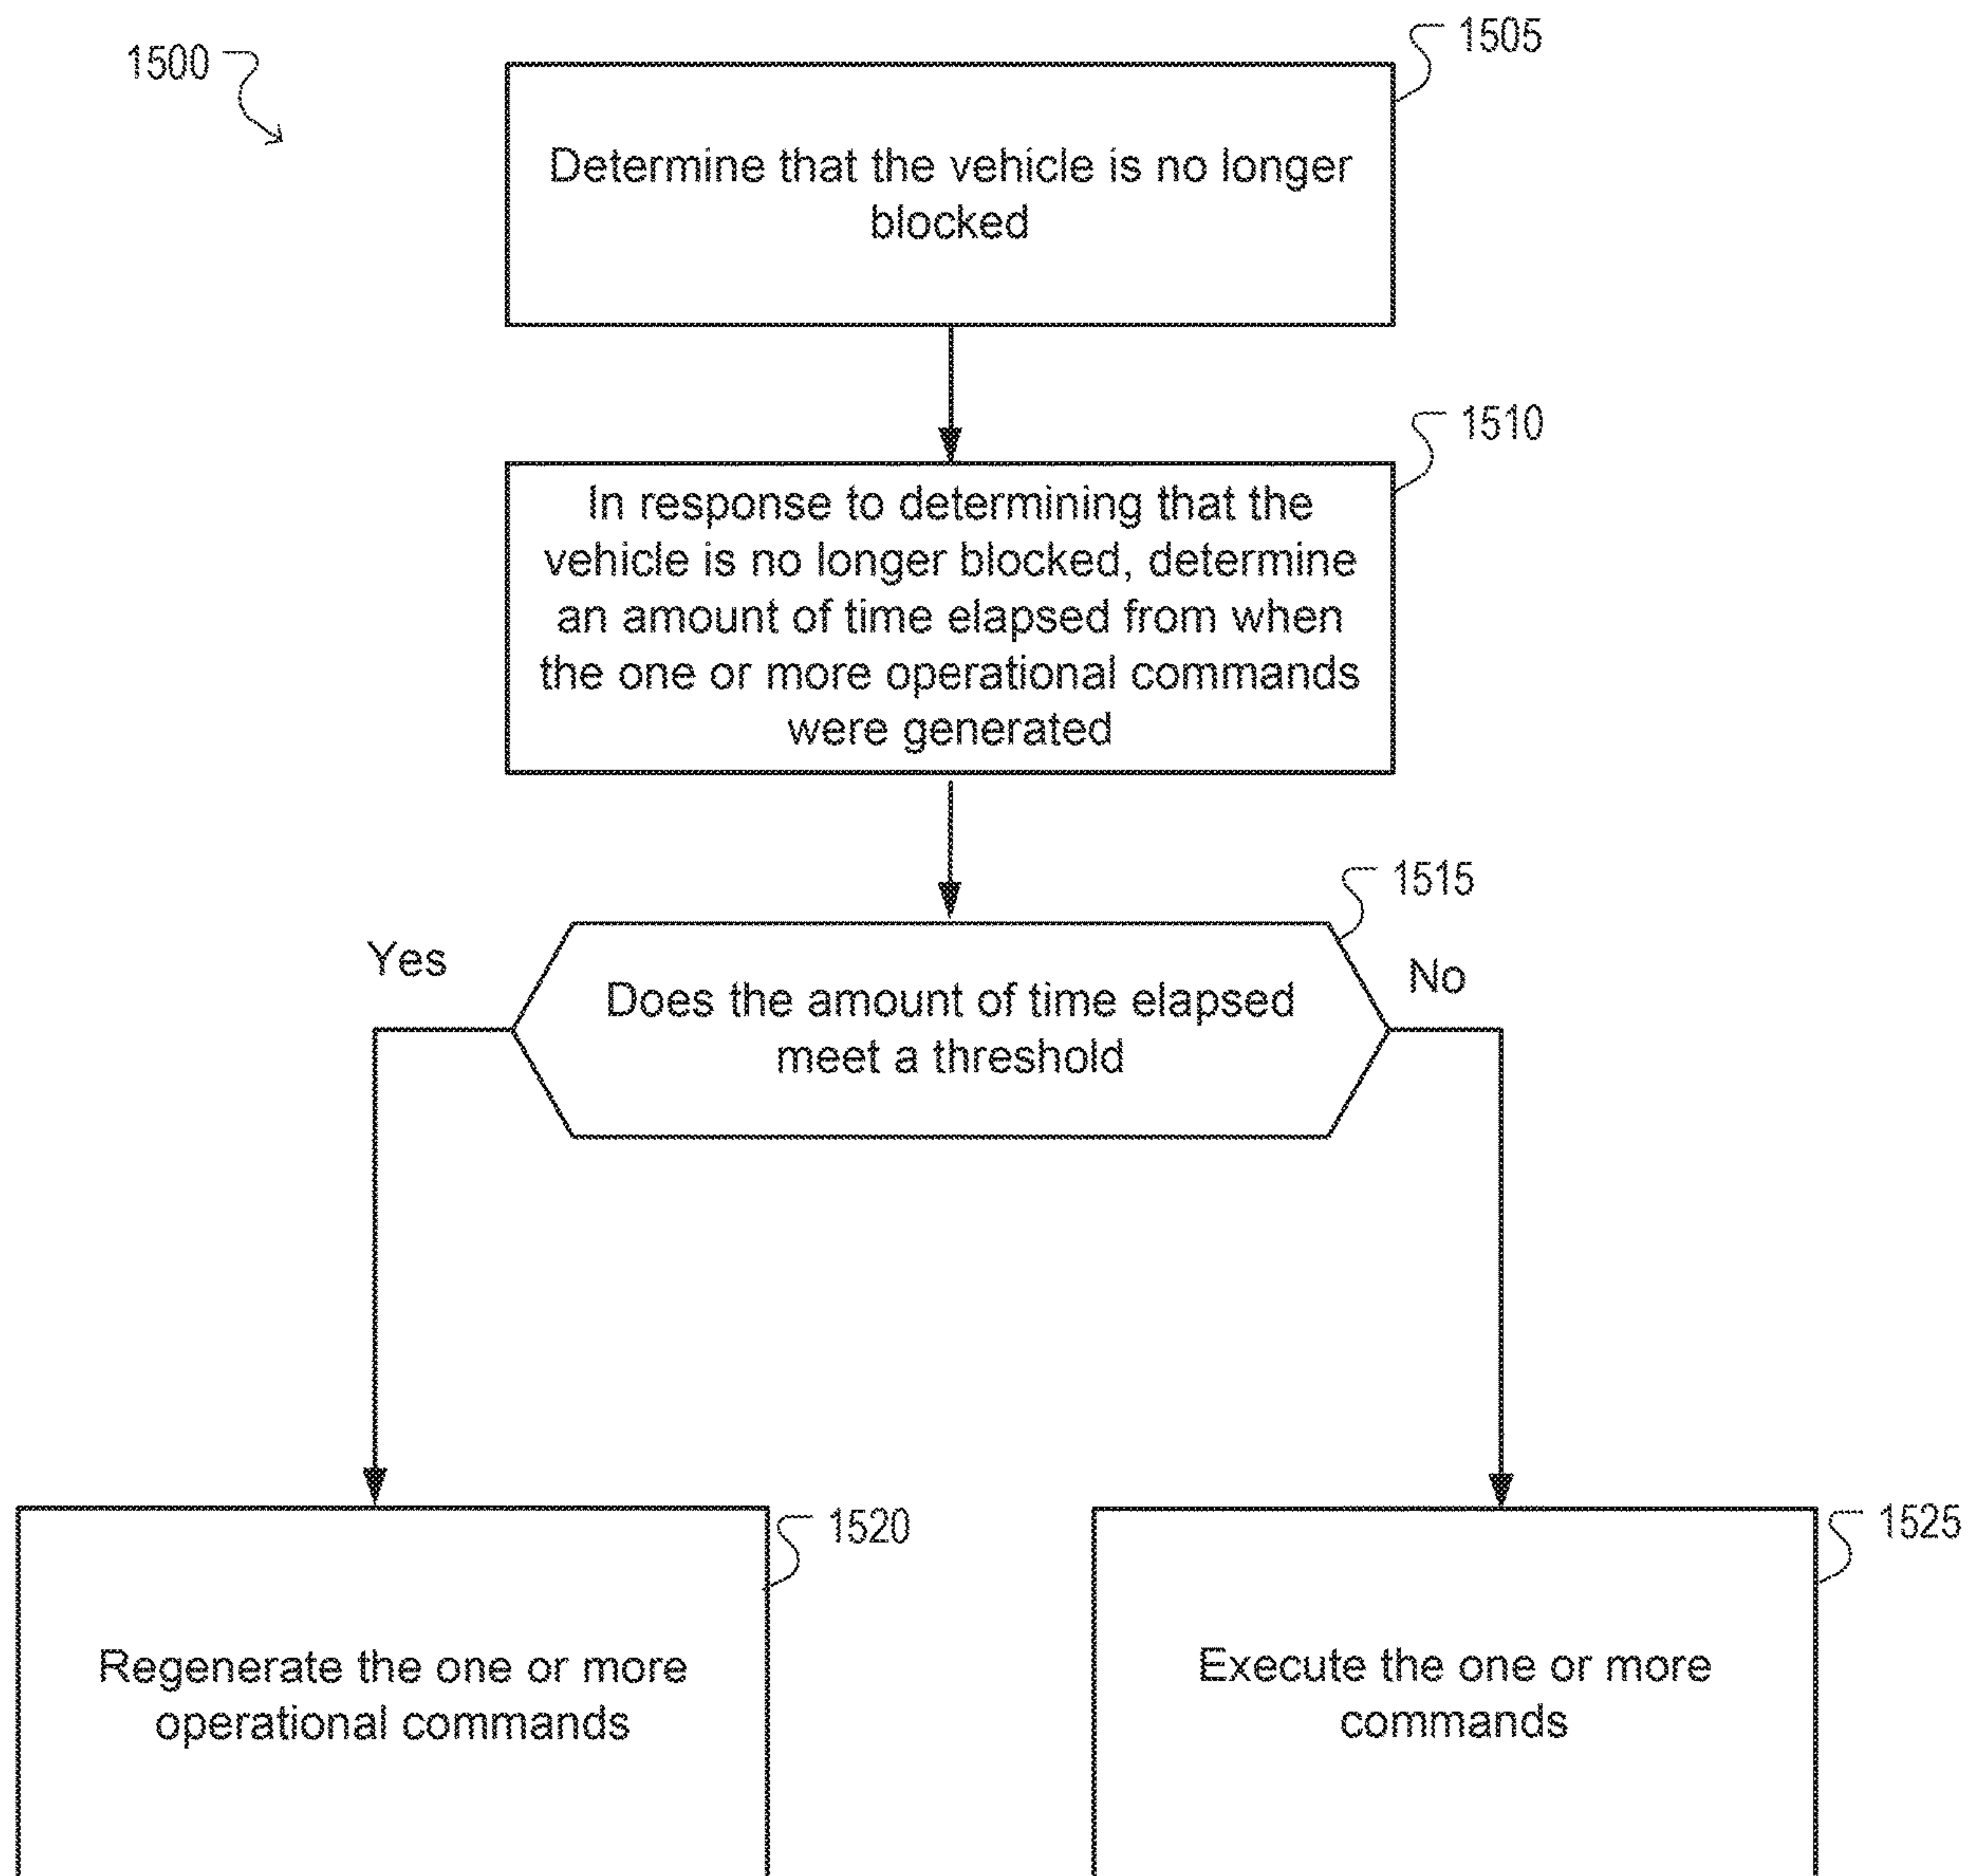 1500
1505
Determine that the vehicle is no longer
blocked
1510
In response to determining that the
vehicle is no longer blocked, determine
an amount of time elapsed from when
the one or more operational commands
were generated
1515
Yes
No
Does the amount of time elapsed
meet a threshold
1520
Regenerate the one or more
operational commands
1525
Execute the one or more
commands